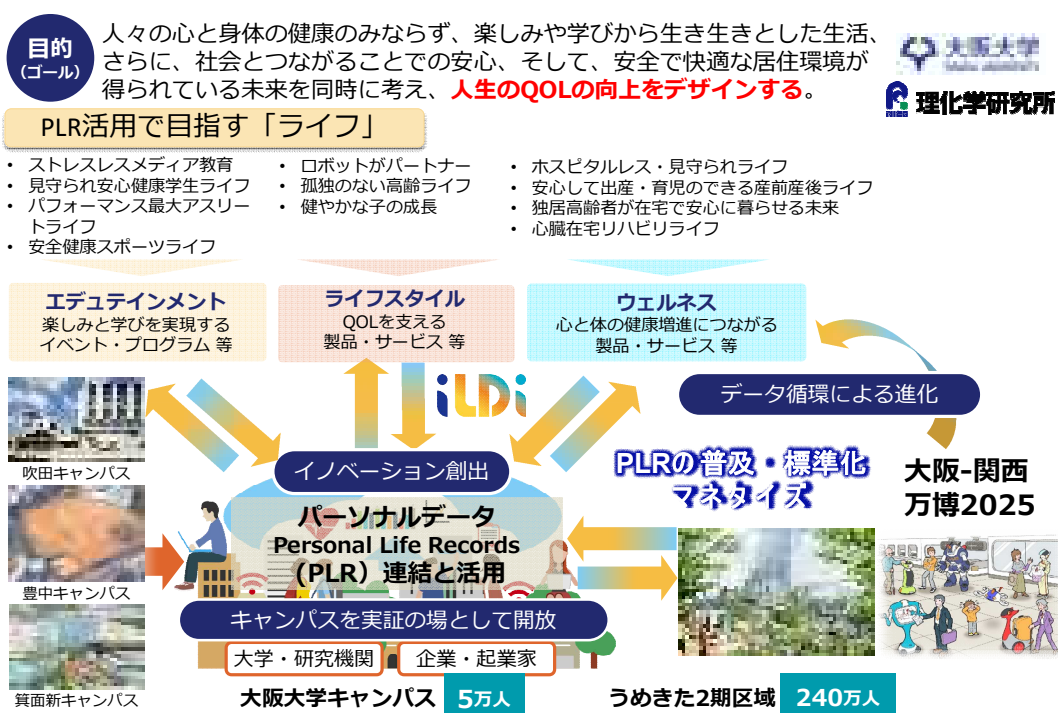 目的
(ゴール)
人々の心と身体の健康のみならず、楽しみや学びから生き生きとした生活、
さらに、社会とつながることでの安心、そして、安全で快適な居住環境が
得られている未来を同時に考え、人生のQOLの向上をデザインする。
大阪大学
理化学研究所
PLR活用で目指す「ライフ」
• ストレスレスメディア教育
• 見守られ安心健康学生ライフ
• パフォーマンス最大アスリー
トライフ
• 安全健康スポーツライフ
• ロボットがパートナー
• 孤独のない高齢ライフ
• 健やかな子の成長
• ホスピタルレス・見守られライフ
• 安心して出産・育児のできる産前産後ライフ
• 独居高齢者が在宅で安心に暮らせる未来
• 心臓在宅リハビリライフ
エデュテインメント
楽しみと学びを実現する
イベント・プログラム 等
ライフスタイル
QOLを支える
製品・サービス 等
ウェルネス
心と体の健康増進につながる
製品・サービス 等
iLDi
データ循環による進化
吹田キャンパス
豊中キャンパス
箕面新キャンパス
イノベーション創出
パーソナルデータ
Personal Life Records
(PLR)連結と活用
キャンパスを実証の場として開放
大学・研究機関
企業・起業家
PLRの普及・標準化
マネタイズ
大阪-関西
万博2025
大阪大学キャンパス 5万人
うめきた2期区域 240万人